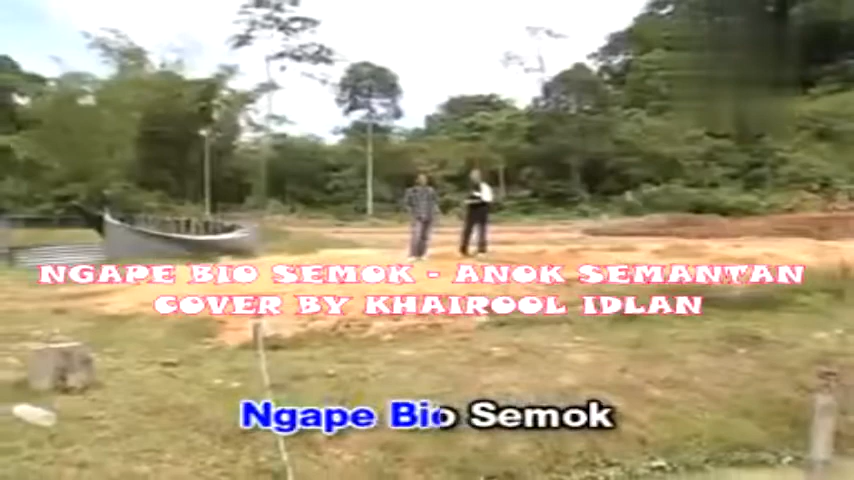 NGAPE BIO SEMOK - ANOK SEMANTAN
COVER BY KHAIROOL IDLAN
Ngape Bio Semok